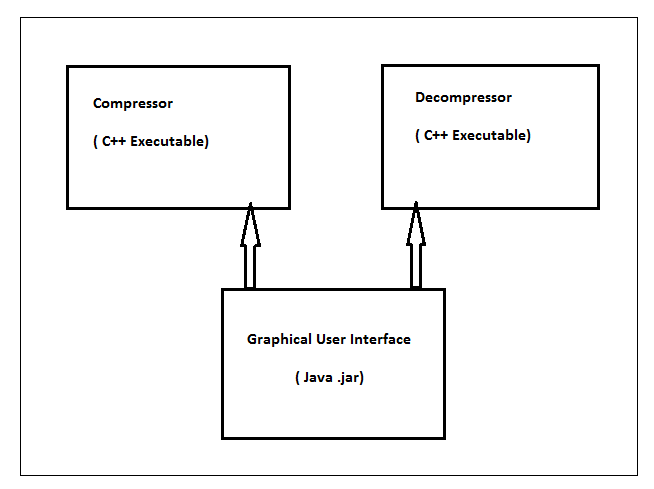 Compressor
( C++ Executable)
Decompressor
( C++ Executable)
Graphical User Interface
( Java .jar)